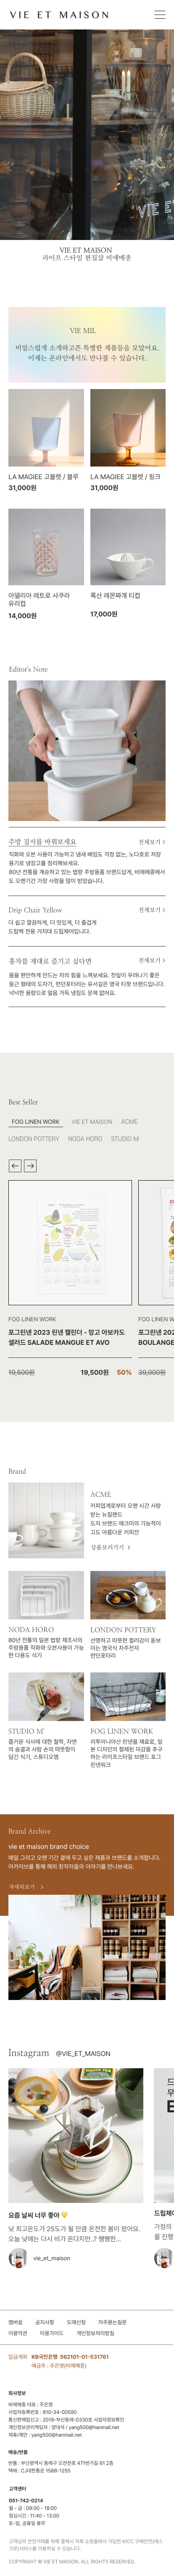 VIE ET MAISON
VIE E
VIE ET MAISON
라이프 스타일 편집샵 비에메종
VIE MIL
비밀스럽게 소개하고픈 특별한 제품들을 모았어요.
이제는 온라인에서도 만나볼 수 있습니다.
LA MAGIEE 고블렛 / 블루
31,000원
LA MAGIEE 고블렛 / 핑크
31,000원
아델리아 레트로 사쿠라
유리컵
14,000원
록산 레몬짜개 티컵
17,000원
Editor's Note
주방 질서를 바꿔보세요
전체보기 >
직화와 오븐 사용이 가능하고 냄새 배임도 걱정 없는, 노다호로 저장
용기로 냉장고를 정리해보세요.
80년 전통을 계승하고 있는 법랑 주방용품 브랜드답게, 비에메종에서
도 오랜기간 가장 사랑을 많이 받았습니다.
Drip Chair Yellow
전체보기 >
더 쉽고 깔끔하게, 더 맛있게, 더 즐겁게
드립백 전용 거치대 드립체어입니다.
홍차를 제대로 즐기고 싶다면
전체보기 >
몸을 편안하게 만드는 차의 힘을 느껴보세요. 찻잎이 우려나기 좋은
둥근 형태의 도자기, 런던포터리는 유서깊은 영국 티팟 브랜드입니다.
넉넉한 용량으로 얼음 가득 냉침도 문제 없어요.
Best Seller
FOG LINEN WORK VIE ET MAISON ACME
LONDON POTTERY NODA HORO STUDIO M
FOG LINEN WORK
포그린넨 2023 린넨 캘린더 - 망고 아보카도
샐러드 SALADE MANGUE ET AVO
19,500원 19,500원 50%
FOG LINEN W
포그린넨 202
BOULANGE
39,000원
Brand
ACME
커피업계로부터 오랜 시간 사랑
받는 뉴질랜드
도자 브랜드 애크미의 기능적이
고도 아름다운 커피잔
상품보러가기 >
NODA HORO
80년 전통의 일본 법랑 제조사의
주방용품 직화와 오븐사용이 가능
한 다용도 식기
LONDON POTTERY
선명하고 따뜻한 컬러감이 돋보
이는 영국식 차주전자
런던포터리
STUDIO M'
즐거운 식사에 대한 철학, 자연
의 숨결과 사람 손의 따뜻함이
담긴 식기, 스튜디오엠
FOG LINEN WORK
리투아니아산 린넨을 재료로, 일
본 디자인의 절제된 미감을 추구
하는 라이프스타일 브랜드 포그
린넨워크
Brand Archive
vie et maison brand choice
매일 그리고 오랜 기간 곁에 두고 싶은 제품과 브랜드를 소개합니다.
아카이브를 통해 해외 창작자들의 이야기를 만나보세요.
자세히보기 >
Instagram @VIE_ET_MAISON
요즘 날씨 너무 좋아 💛
낮 최고온도가 25도가 될 만큼 온전한 봄이 왔어요.
오늘 낮에는 다시 비가 온다지만..? 쨍쨍한...
vie_et_maison
드립체어
가정의
를 진행
멤버쉽 공지사항 도매신청 자주묻는질문
이용약관 이용가이드 개인정보처리방침
입금계좌 KB국민은행 562101-01-531761
예금주 : 주은령(비에메종)
회사정보
비에메종 대표 : 주은령
사업자등록번호 : 810-34-00590
통신판매업신고 : 2019-부산동래-0330호 사업자정보확인
개인정보관리책임자 : 양대석 / yang500@hanmail.net
제휴/제안 : yang500@hanmail.net
배송/반품
반품 : 부산광역시 동래구 오천천로 471번가길 61 2층
택배 : CJ대한통운 1588-1255
고객센터
051-742-0214
월 - 금 : 09:00 - 18:00
점심시간 : 11:40 - 13:00
토/일, 공휴일 휴무
고객님의 안전거래를 위해 결제시 저희 쇼핑몰에서 가입한 KG의 구매안전(에스
크로)서비스를 이용하실 수 있습니다.
COPYRIGHT © VIE ET MAISON. ALL RIGHTS RESERVED.